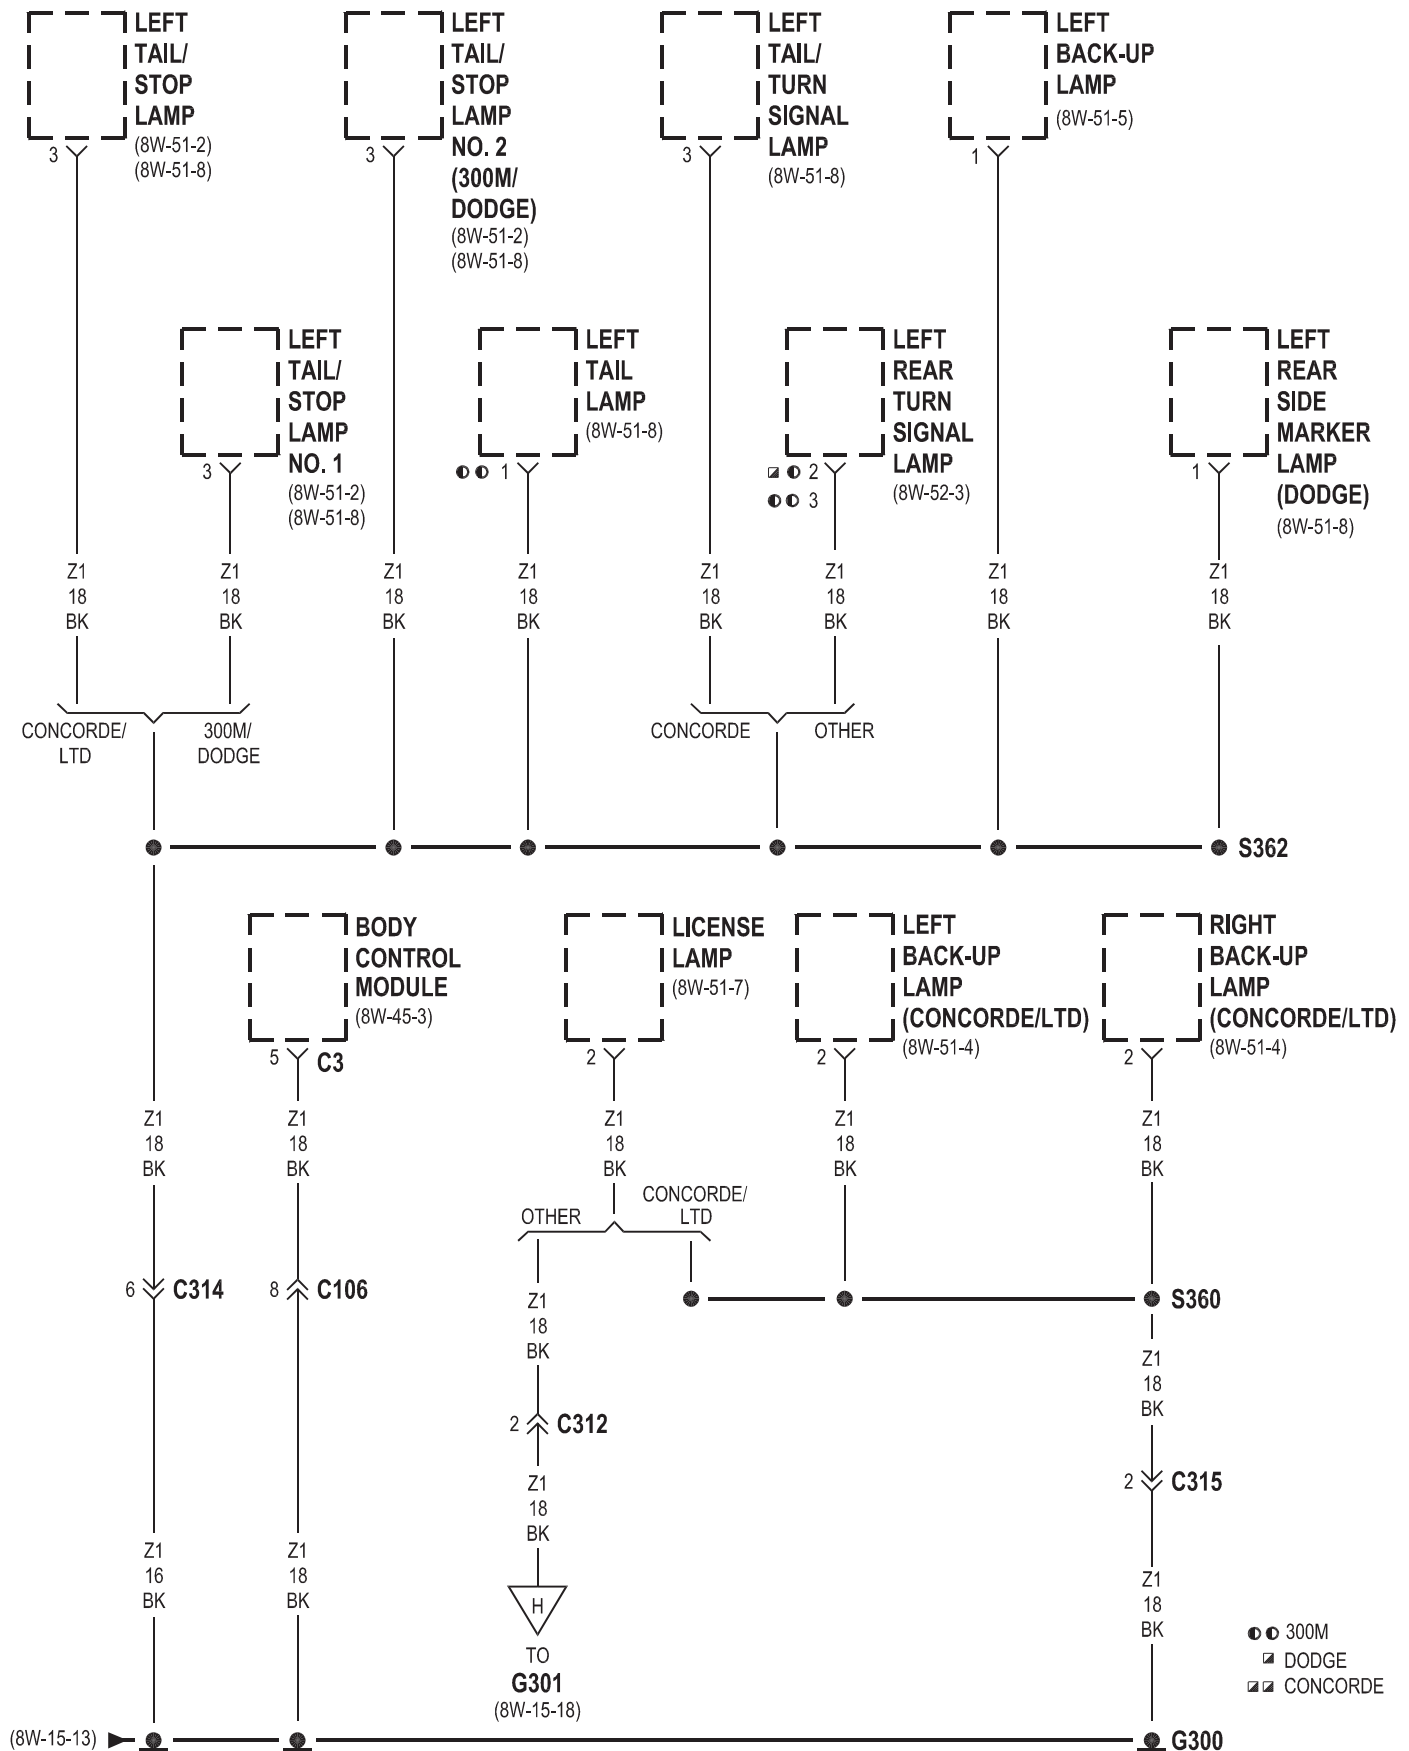 LEFT
TAIL/
STOP
LAMP
(8W-51-2)
(8W-51-8)
3
LEFT
TAIL/
STOP
LAMP
NO. 2
(300M/
DODGE)
(8W-51-2)
(8W-51-8)
3
LEFT
TAIL/
TURN
SIGNAL
LAMP
(8W-51-8)
3
LEFT
BACK-UP
LAMP
(8W-51-5)
1
LEFT
TAIL/
STOP
LAMP
NO. 1
(8W-51-2)
(8W-51-8)
3
LEFT
TAIL
LAMP
(8W-51-8)
1
LEFT
REAR
TURN
SIGNAL
LAMP
(8W-52-3)
2
3
LEFT
REAR
SIDE
MARKER
LAMP
(DODGE)
(8W-51-8)
1
Z1 Z1 Z1 Z1 Z1 Z1 Z1 Z1
18 18 18 18 18 18 18 18
BK BK BK BK BK BK BK BK
CONCORDE/
LTD
300M/
DODGE
CONCORDE
OTHER
S362
BODY
CONTROL
MODULE
(8W-45-3)
5 C3
LICENSE
LAMP
(8W-51-7)
2
LEFT
BACK-UP
LAMP
(CONCORDE/LTD)
(8W-51-4)
2
RIGHT
BACK-UP
LAMP
(CONCORDE/LTD)
(8W-51-4)
2
Z1 Z1 Z1 Z1 Z1
18 18 18 18 18
BK BK BK BK BK
OTHER
CONCORDE/
LTD
6 C314
8 C106
S360
Z1
18
BK
Z1
18
BK
2 C312
2 C315
Z1
18
BK
Z1
16
BK
Z1
18
BK
Z1
18
BK
H
TO
G301
(8W-15-18)
300M
DODGE
CONCORDE
(8W-15-13)
G300